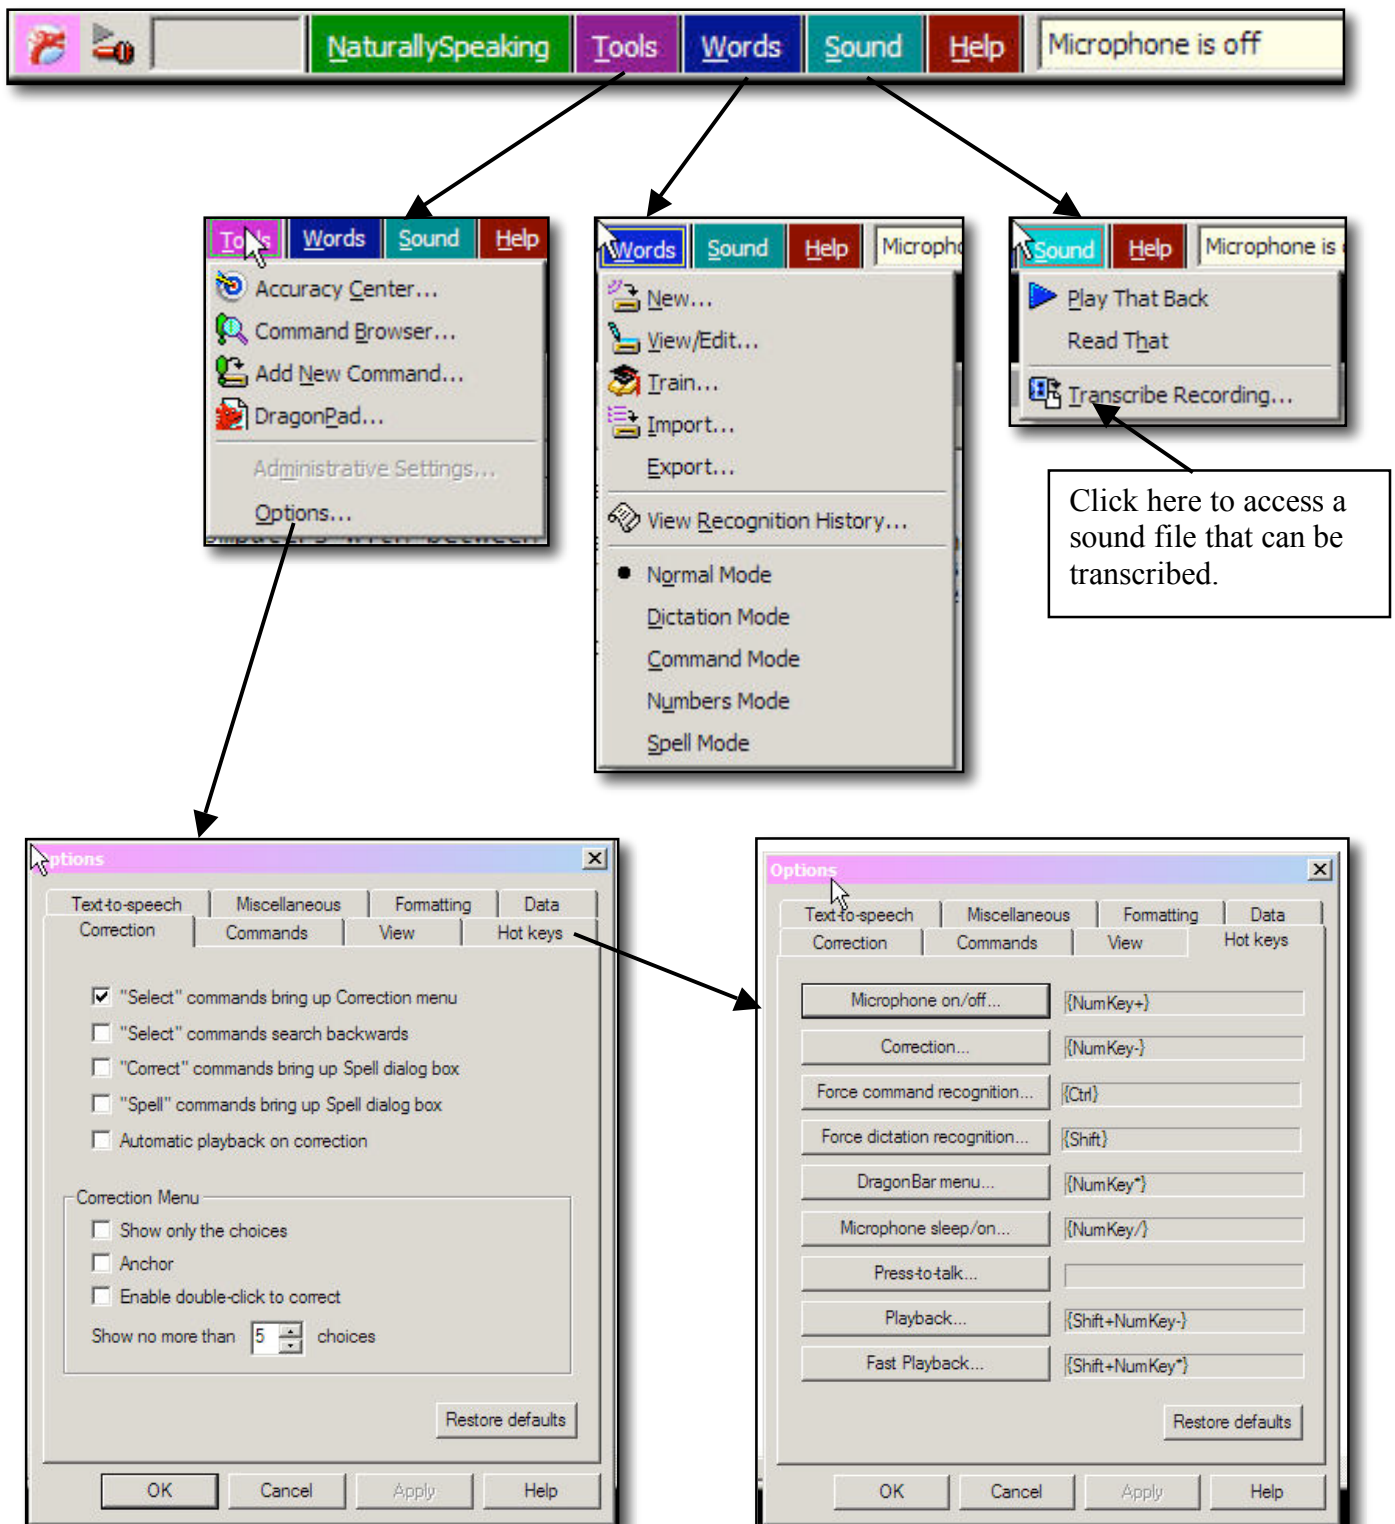 NaturallySpeaking Tools Words Sound Help Microphone is off
Tools Words Sound Help
Accuracy Center...
Command Browser...
Add New Command...
DragonPad...
Administrative Settings...
Options...
Words Sound Help Micropho
New...
View/Edit...
Train...
Import...
Export...
View Recognition History...
Normal Mode
Dictation Mode
Command Mode
Numbers Mode
Spell Mode
Sound Help Microphone is
Play That Back
Read That
Transcribe Recording...
Click here to access a
sound file that can be
transcribed.
Options
Text-to-speech Miscellaneous Formatting Data
Correction Commands View Hot keys
"Select" commands bring up Correction menu
"Select" commands search backwards
"Correct" commands bring up Spell dialog box
"Spell" commands bring up Spell dialog box
Automatic playback on correction
Correction Menu
Show only the choices
Anchor
Enable double-click to correct
Show no more than 5 choices
Restore defaults
OK Cancel Apply Help
Options
Text-to-speech Miscellaneous Formatting Data
Correction Commands View Hot keys
Microphone on/off... {NumKey+}
Correction... {NumKey-}
Force command recognition... {Ctrl}
Force dictation recognition... {Shift}
DragonBar menu... {NumKey*}
Microphone sleep/on... {NumKey/}
Press-to-talk...
Playback... {Shift+NumKey-}
Fast Playback... {Shift+NumKey*}
Restore defaults
OK Cancel Apply Help